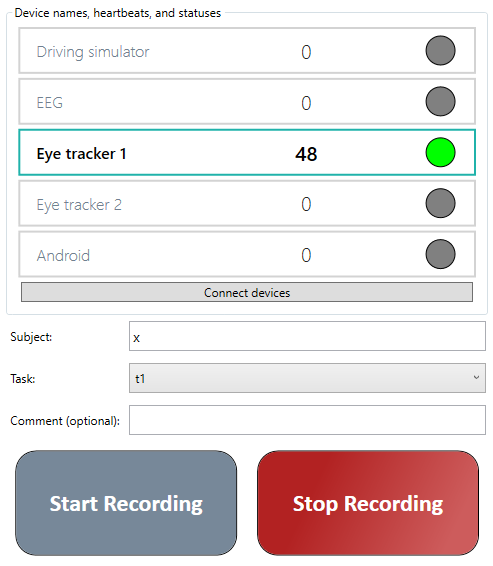 Device names, heartbeats, and statuses
Driving simulator 0
EEG 0
Eye tracker 1 48
Eye tracker 2 0
Android 0
Connect devices
Subject: x
Task: t1
Comment (optional):
Start Recording Stop Recording